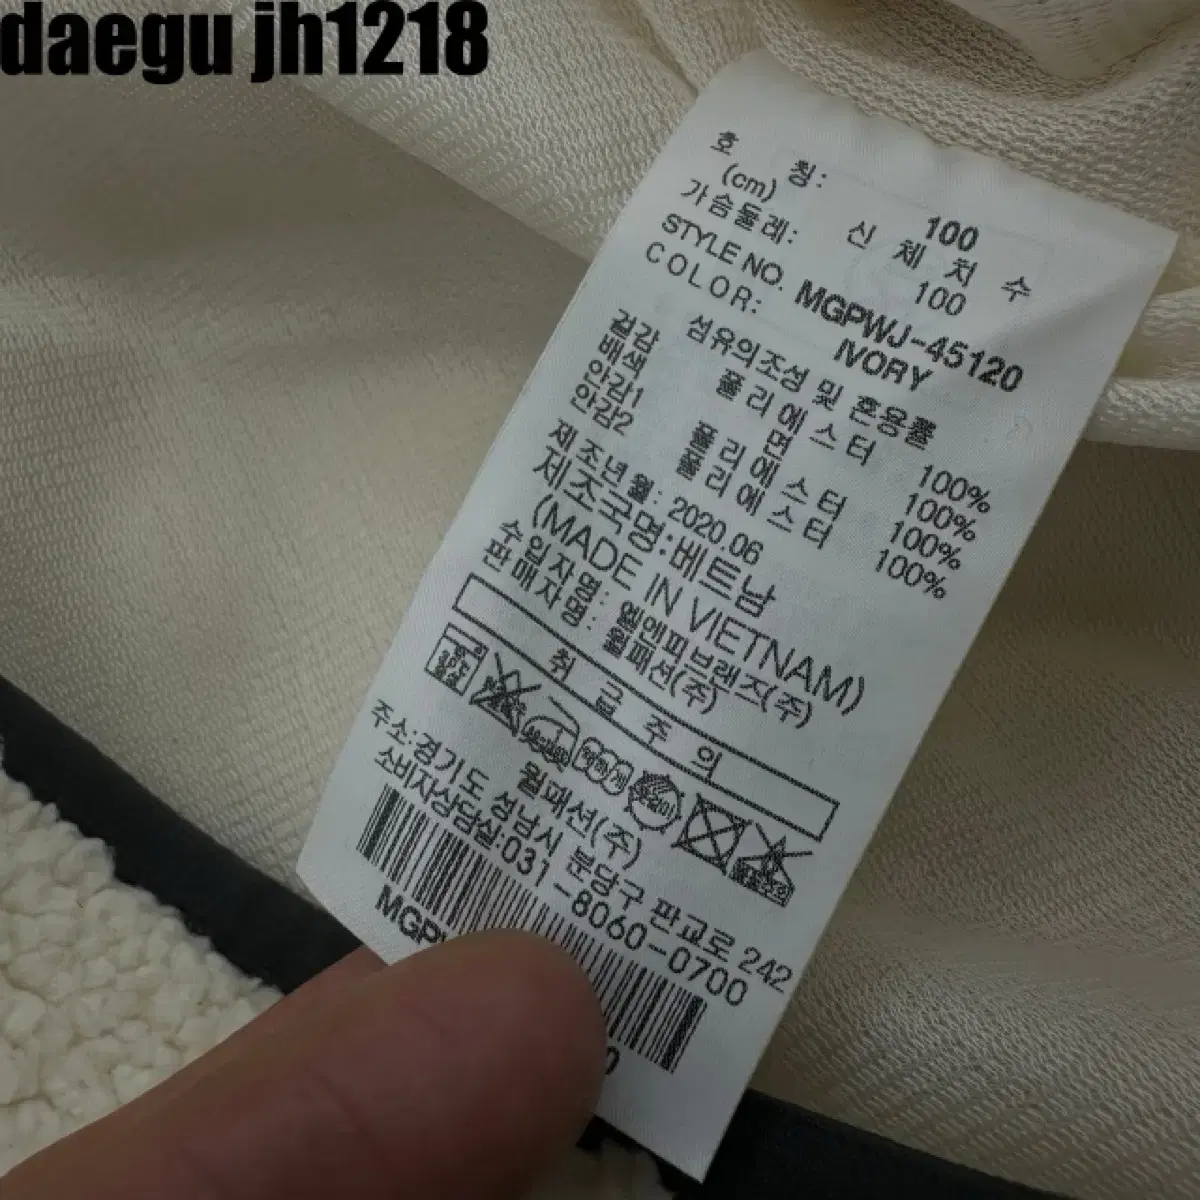 daegu jh1218
호 칭: 100
(cm) 신 체 치 수
가슴둘레: 100
STYLE NO. MGPWJ-45120
COLOR: IVORY
섬유의조성 및 혼용률
겉감 폴리에스터 100%
배색 면 100%
안감1 폴리에스터 100%
안감2 폴리에스터 100%
제조년월: 2020.06
제조국명:베트남
(MADE IN VIETNAM)
수입자명: 엘앤피브랜즈(주)
판매자명: 월패션(주)
취 급 주 의
월패션(주)
주소:경기도 성남시 분당구 판교로 242
소비자상담실:031-8060-0700